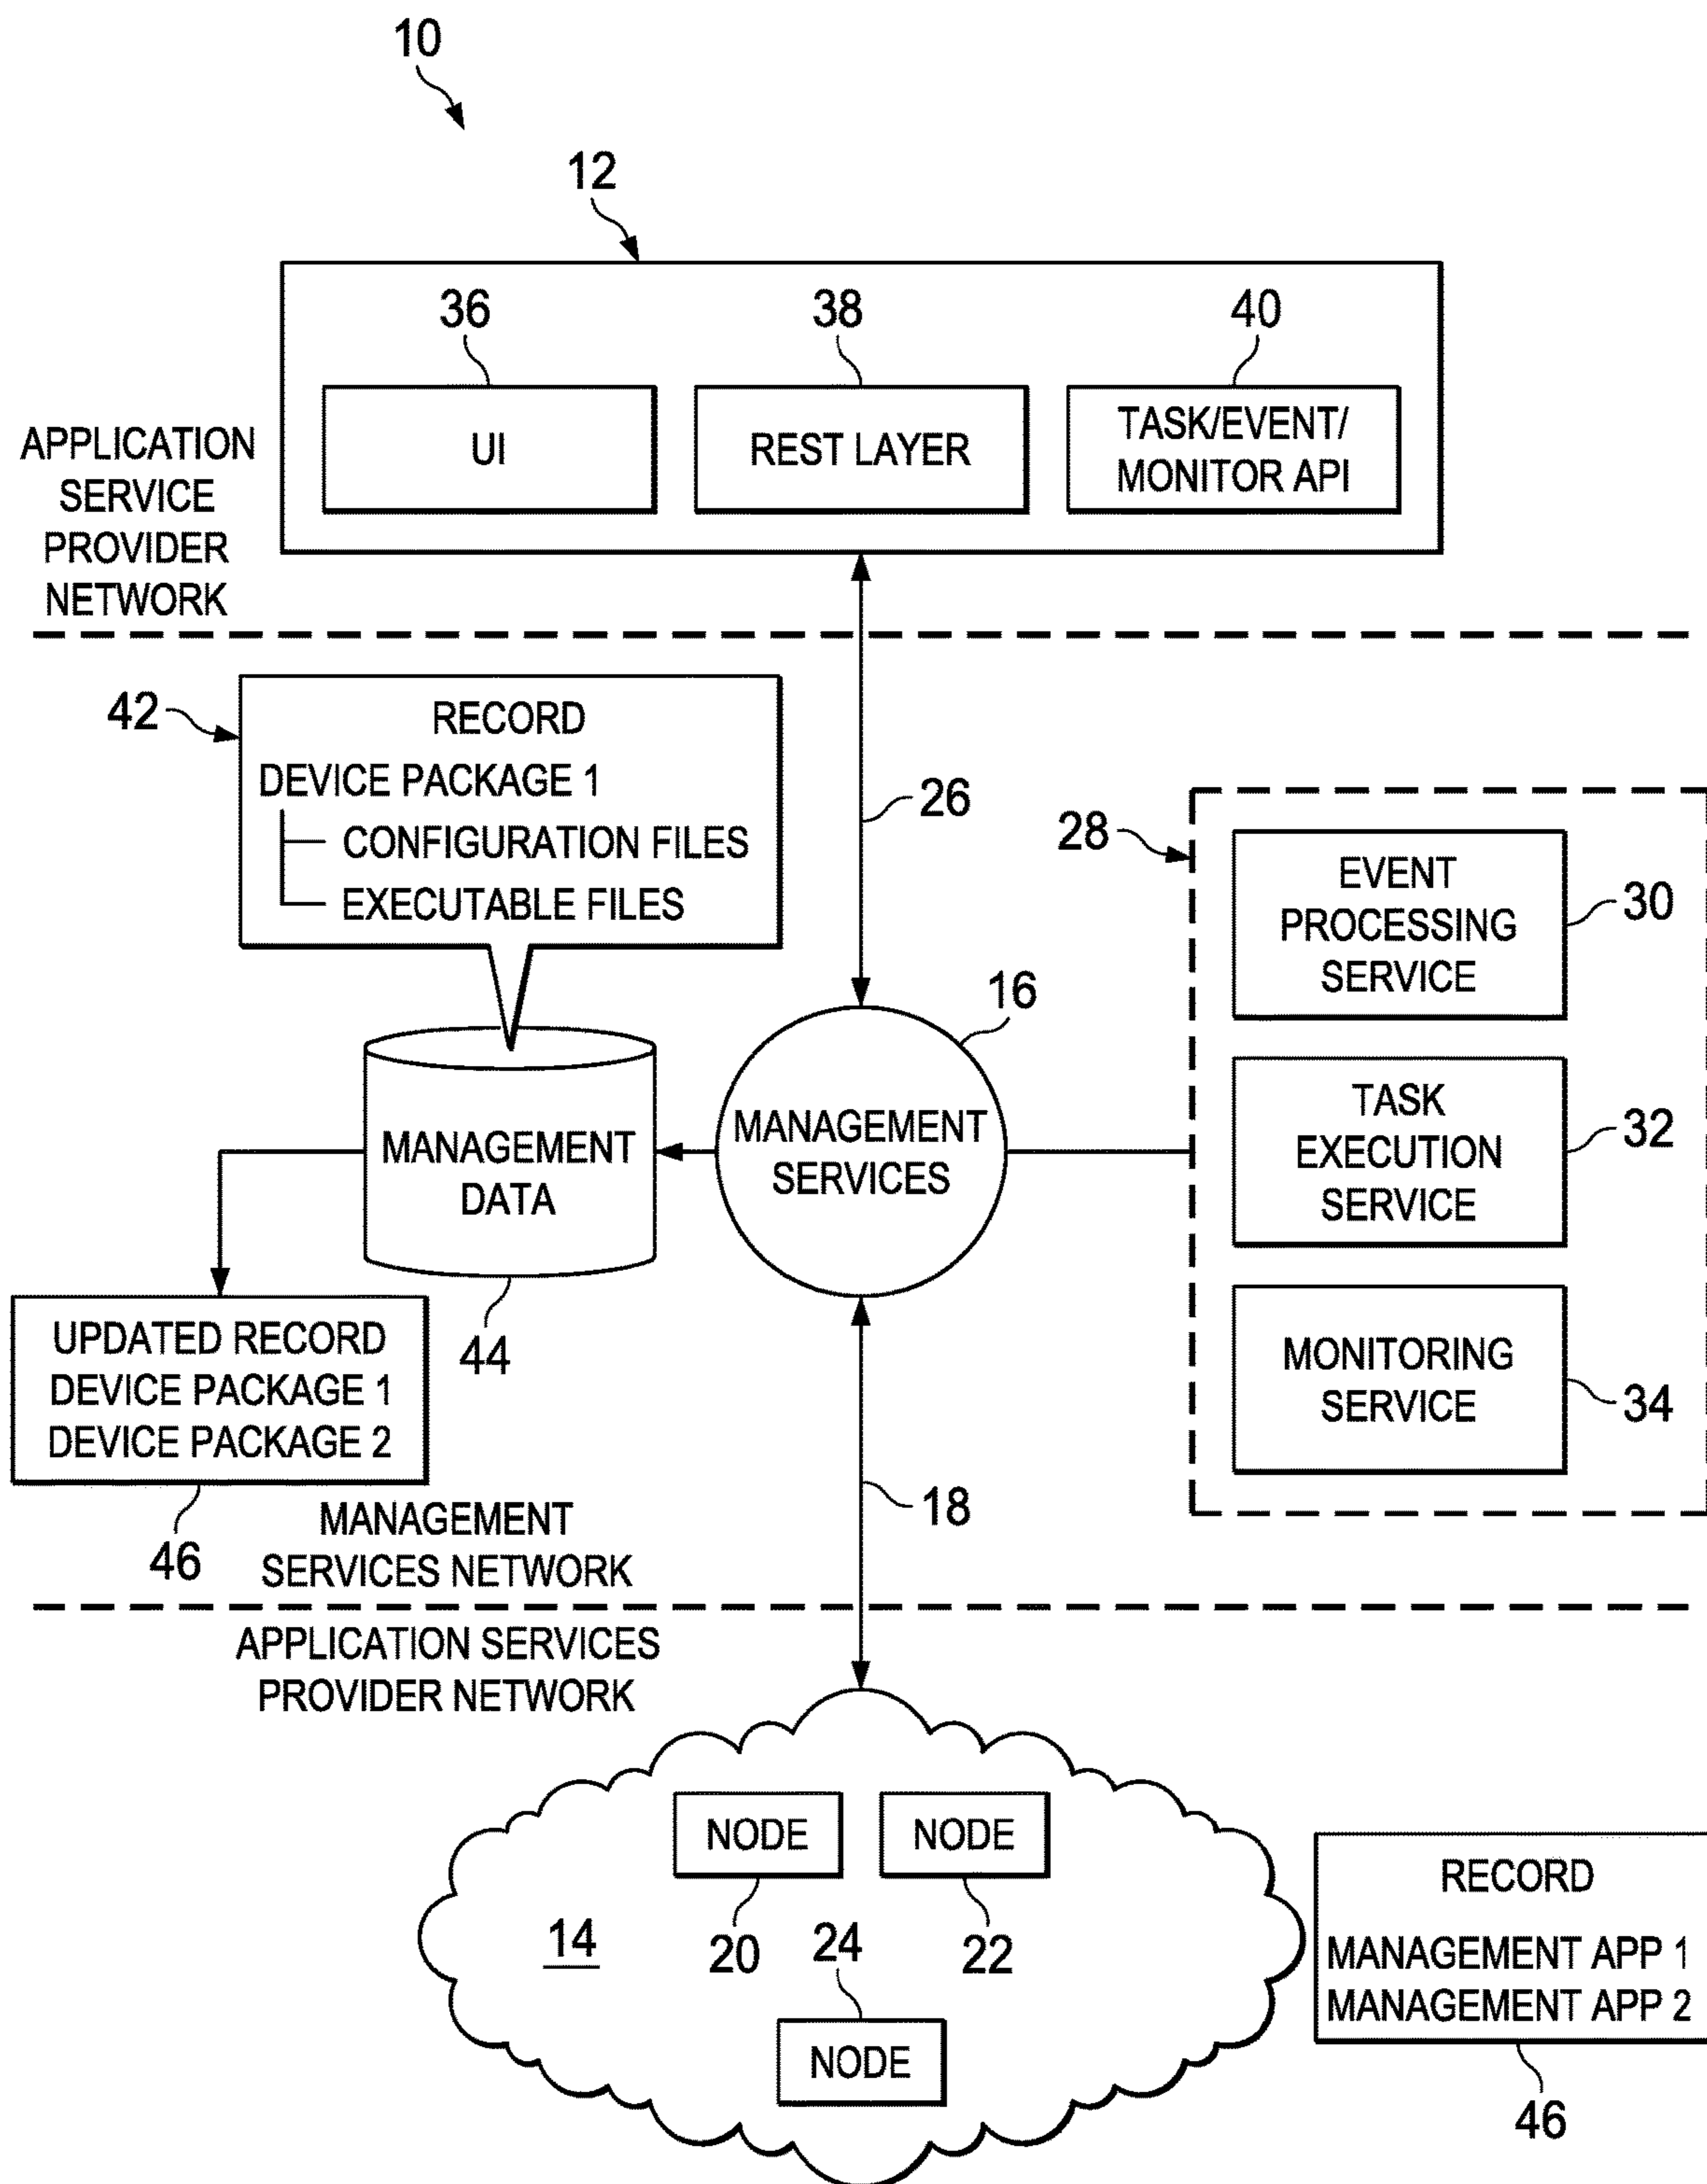 10
12
36
38
40
UI
REST LAYER
TASK/EVENT/
MONITOR API
APPLICATION
SERVICE
PROVIDER
NETWORK
42
RECORD
DEVICE PACKAGE 1
CONFIGURATION FILES
EXECUTABLE FILES
26
28
EVENT
PROCESSING
SERVICE
30
16
MANAGEMENT
SERVICES
MANAGEMENT
DATA
44
TASK
EXECUTION
SERVICE
32
UPDATED RECORD
DEVICE PACKAGE 1
DEVICE PACKAGE 2
46
MONITORING
SERVICE
34
18
MANAGEMENT
SERVICES NETWORK
APPLICATION SERVICES
PROVIDER NETWORK
NODE
NODE
20
22
14
24
NODE
RECORD
MANAGEMENT APP 1
MANAGEMENT APP 2
46